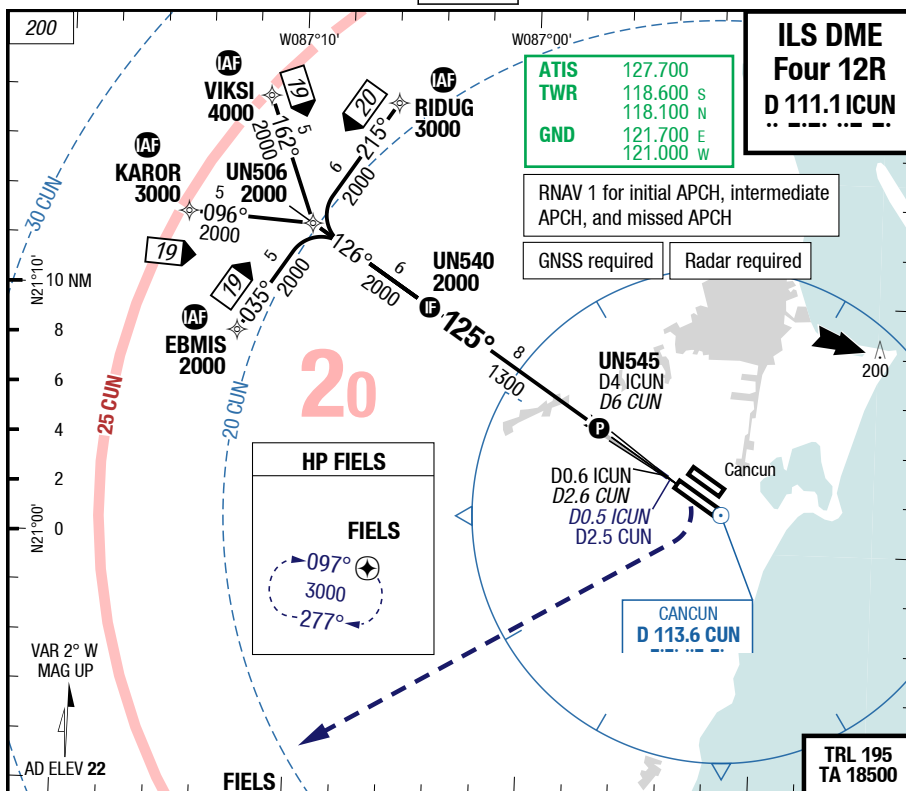 200
W087°10'
W087°00'
ILS DME
Four 12R
D 111.1 ICUN
ATIS 127.700
TWR 118.600 S
118.100 N
GND 121.700 E
121.000 W
RNAV 1 for initial APCH, intermediate
APCH, and missed APCH
GNSS required
Radar required
IAF
VIKSI
4000
19
5
162°
2000
IAF
RIDUG
3000
20
215°
6
2000
IAF
KAROR
3000
5
096°
2000
19
UN506
2000
IAF
EBMIS
2000
19
5
035°
2000
126°
6
2000
UN540
2000
IF
125°
8
1300
UN545
D4 ICUN
D6 CUN
P
30 CUN
25 CUN
20 CUN
N21°10'
10 NM
8
6
4
2
0
N21°00'
20
200
Cancun
D0.6 ICUN
D2.6 CUN
D0.5 ICUN
D2.5 CUN
HP FIELS
FIELS
097°
3000
277°
CANCUN
D 113.6 CUN
VAR 2° W
MAG UP
AD ELEV 22
FIELS
TRL 195
TA 18500